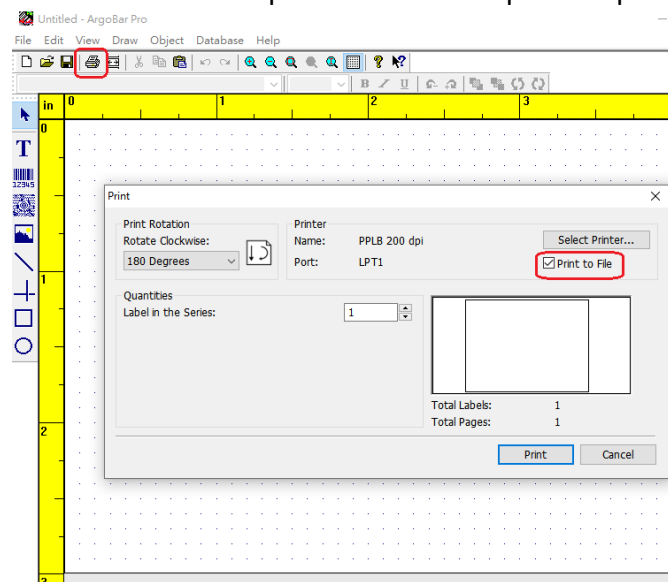 Untitled - ArgoBar Pro
File Edit View Draw Object Database Help
B I U
in 0 1 2 3
0
T
12345
1
2
3
Print
Print Rotation
Rotate Clockwise:
180 Degrees
Printer
Name: PPLB 200 dpi
Select Printer...
Port: LPT1
Print to File
Quantities
Label in the Series: 1
Total Labels: 1
Total Pages: 1
Print Cancel